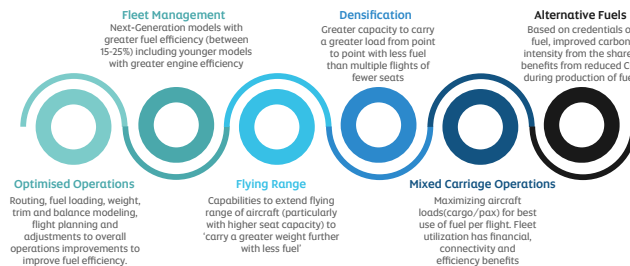 Fleet Management
Next-Generation models with
greater fuel efficiency (between
15-25%) including younger models
with greater engine efficiency
Densification
Greater capacity to carry
a greater load from point
to point with less fuel
than multiple flights of
fewer seats
Alternative Fuels
Based on credentials o
fuel, improved carbon
intensity from the share
benefits from reduced C
during production of fue
Optimised Operations
Routing, fuel loading, weight,
trim and balance modeling,
flight planning and
adjustments to overall
operations improvements to
improve fuel efficiency.
Flying Range
Capabilities to extend flying
range of aircraft (particularly
with higher seat capacity) to
‘carry a greater weight further
with less fuel’
Mixed Carriage Operations
Maximizing aircraft
loads(cargo/pax) for best
use of fuel per flight. Fleet
utilization has financial,
connectivity and
efficiency benefits